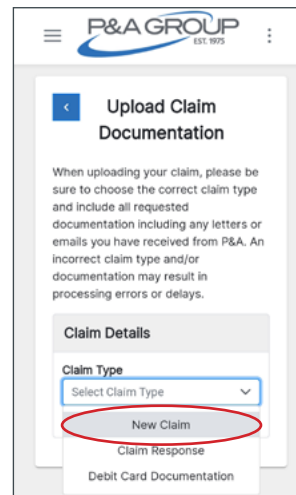 P&A GROUP
EST. 1975
Upload Claim
Documentation
When uploading your claim, please be
sure to choose the correct claim type
and include all requested
documentation including any letters or
emails you have received from P&A. An
incorrect claim type and/or
documentation may result in
processing errors or delays.
Claim Details
Claim Type
Select Claim Type
New Claim
Claim Response
Debit Card Documentation